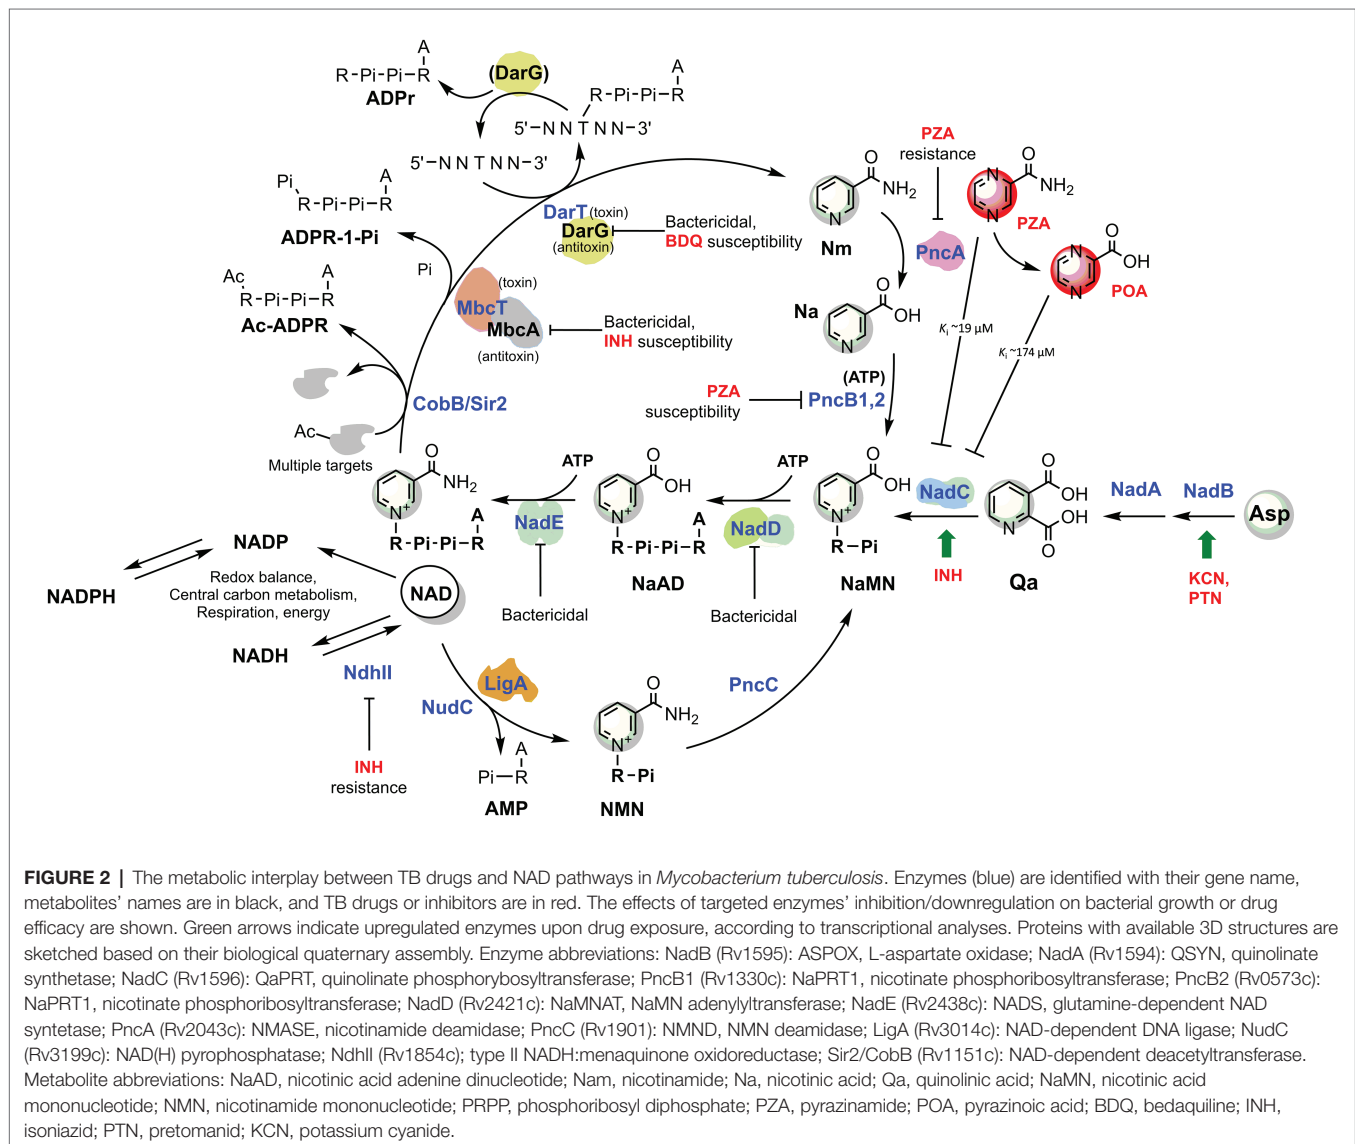 A
R–Pi–Pi–R
ADPr
(DarG)
A
R–Pi–Pi–R
5'–N N T N N–3'
5'–N N T N N–3'
Pi
A
R–Pi–Pi–R
ADPR-1-Pi
Pi
Ac
A
R–Pi–Pi–R
Ac-ADPR
DarT (toxin)
DarG
(antitoxin)
Bactericidal,
BDQ susceptibility
(toxin)
MbcT
MbcA
(antitoxin)
Bactericidal,
INH susceptibility
CobB/Sir2
Ac
Multiple targets
O
NH2
N
Nm
PZA
resistance
PncA
N
N
O
NH2
PZA
N
N
O
OH
POA
Na
O
OH
N
Ki ~19 µM
Ki ~174 µM
(ATP)
PncB1,2
PZA
susceptibility
O
NH2
N+
A
R–Pi–Pi–R
ATP
NadE
Bactericidal
O
OH
N+
A
R–Pi–Pi–R
NaAD
ATP
NadD
Bactericidal
O
OH
N+
R–Pi
NaMN
NadC
INH
O
OH
OH
O
N
Qa
NadA
NadB
Asp
KCN,
PTN
NADP
NADPH
Redox balance,
Central carbon metabolism,
Respiration, energy
NAD
NADH
NdhII
INH
resistance
LigA
NudC
A
Pi–R
AMP
O
NH2
N+
R–Pi
NMN
PncC
FIGURE 2 | The metabolic interplay between TB drugs and NAD pathways in Mycobacterium tuberculosis. Enzymes (blue) are identified with their gene name,
metabolites' names are in black, and TB drugs or inhibitors are in red. The effects of targeted enzymes' inhibition/downregulation on bacterial growth or drug
efficacy are shown. Green arrows indicate upregulated enzymes upon drug exposure, according to transcriptional analyses. Proteins with available 3D structures are
sketched based on their biological quaternary assembly. Enzyme abbreviations: NadB (Rv1595): ASPOX, L-aspartate oxidase; NadA (Rv1594): QSYN, quinolinate
synthetase; NadC (Rv1596): QaPRT, quinolinate phosphorybosyltransferase; PncB1 (Rv1330c): NaPRT1, nicotinate phosphoribosyltransferase; PncB2 (Rv0573c):
NaPRT1, nicotinate phosphoribosyltransferase; NadD (Rv2421c): NaMNAT, NaMN adenylyltransferase; NadE (Rv2438c): NADS, glutamine-dependent NAD
syntetase; PncA (Rv2043c): NMASE, nicotinamide deamidase; PncC (Rv1901): NMND, NMN deamidase; LigA (Rv3014c): NAD-dependent DNA ligase; NudC
(Rv3199c): NAD(H) pyrophosphatase; NdhII (Rv1854c); type II NADH:menaquinone oxidoreductase; Sir2/CobB (Rv1151c): NAD-dependent deacetyltransferase.
Metabolite abbreviations: NaAD, nicotinic acid adenine dinucleotide; Nam, nicotinamide; Na, nicotinic acid; Qa, quinolinic acid; NaMN, nicotinic acid
mononucleotide; NMN, nicotinamide mononucleotide; PRPP, phosphoribosyl diphosphate; PZA, pyrazinamide; POA, pyrazinoic acid; BDQ, bedaquiline; INH,
isoniazid; PTN, pretomanid; KCN, potassium cyanide.